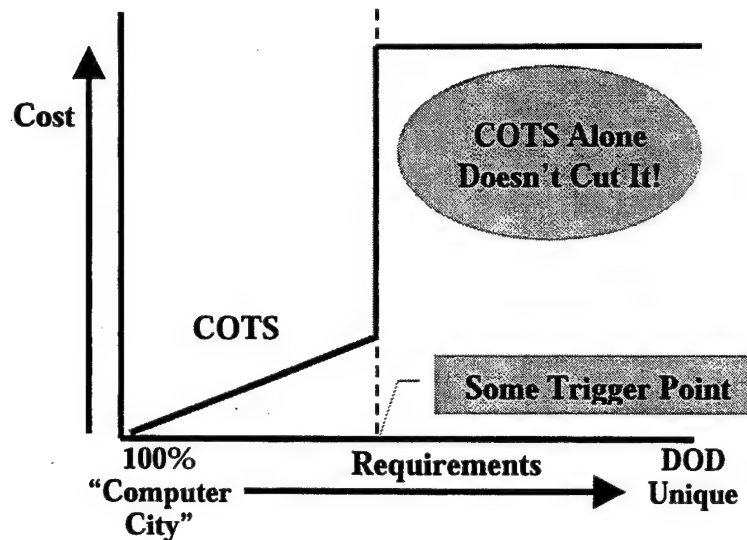 Cost
COTS Alone
Doesn't Cut It!
COTS
Some Trigger Point
100%
"Computer
City"
Requirements
DOD
Unique